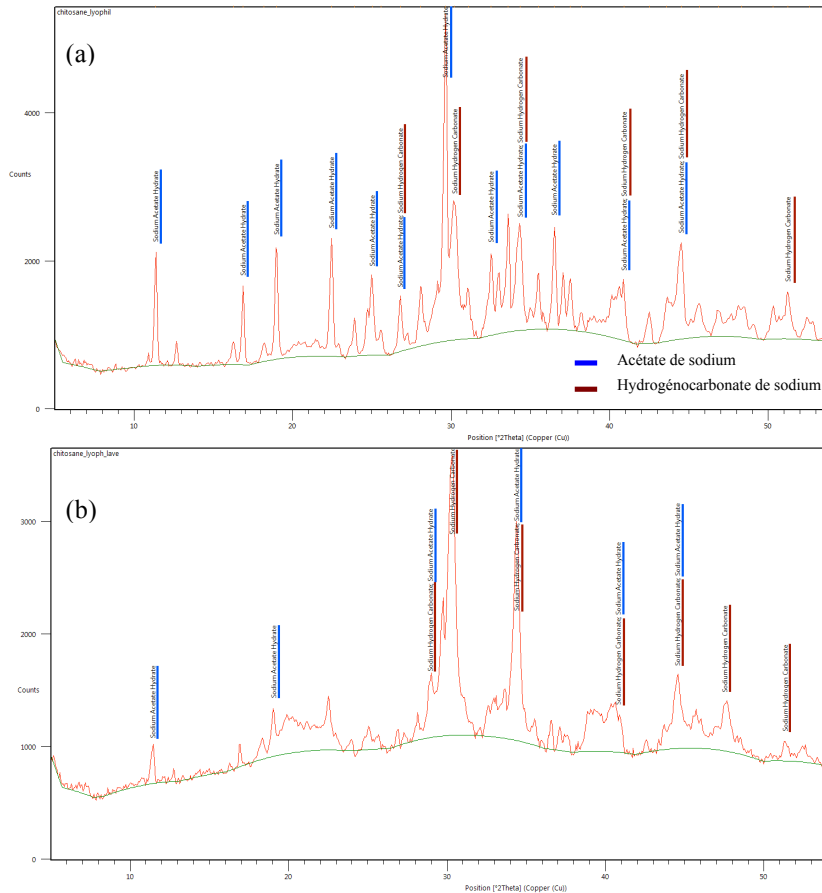 chitosane_lyophil
(a)
4000
Counts
2000
0
Sodium Acetate Hydrate
Sodium Acetate Hydrate
Sodium Acetate Hydrate
Sodium Acetate Hydrate
Sodium Acetate Hydrate
Sodium Acetate Hydrate; Sodium Hydrogen Carbonate
Sodium Acetate Hydrate
Sodium Hydrogen Carbonate
Sodium Acetate Hydrate
Sodium Acetate Hydrate; Sodium Hydrogen Carbonate
Sodium Acetate Hydrate
Sodium Acetate Hydrate; Sodium Hydrogen Carbonate
Sodium Acetate Hydrate; Sodium Hydrogen Carbonate
Sodium Hydrogen Carbonate
Acétate de sodium
Hydrogénocarbonate de sodium
10
20
30
40
50
Position [°2Theta] (Copper (Cu))
chitosane_lyoph_lave
(b)
3000
2000
Counts
1000
0
Sodium Acetate Hydrate
Sodium Acetate Hydrate
Sodium Hydrogen Carbonate; Sodium Acetate Hydrate
Sodium Hydrogen Carbonate
Sodium Hydrogen Carbonate; Sodium Acetate Hydrate
Sodium Hydrogen Carbonate; Sodium Acetate Hydrate
Sodium Hydrogen Carbonate; Sodium Acetate Hydrate
Sodium Hydrogen Carbonate
Sodium Hydrogen Carbonate
10
20
30
40
50
Position [°2Theta] (Copper (Cu))